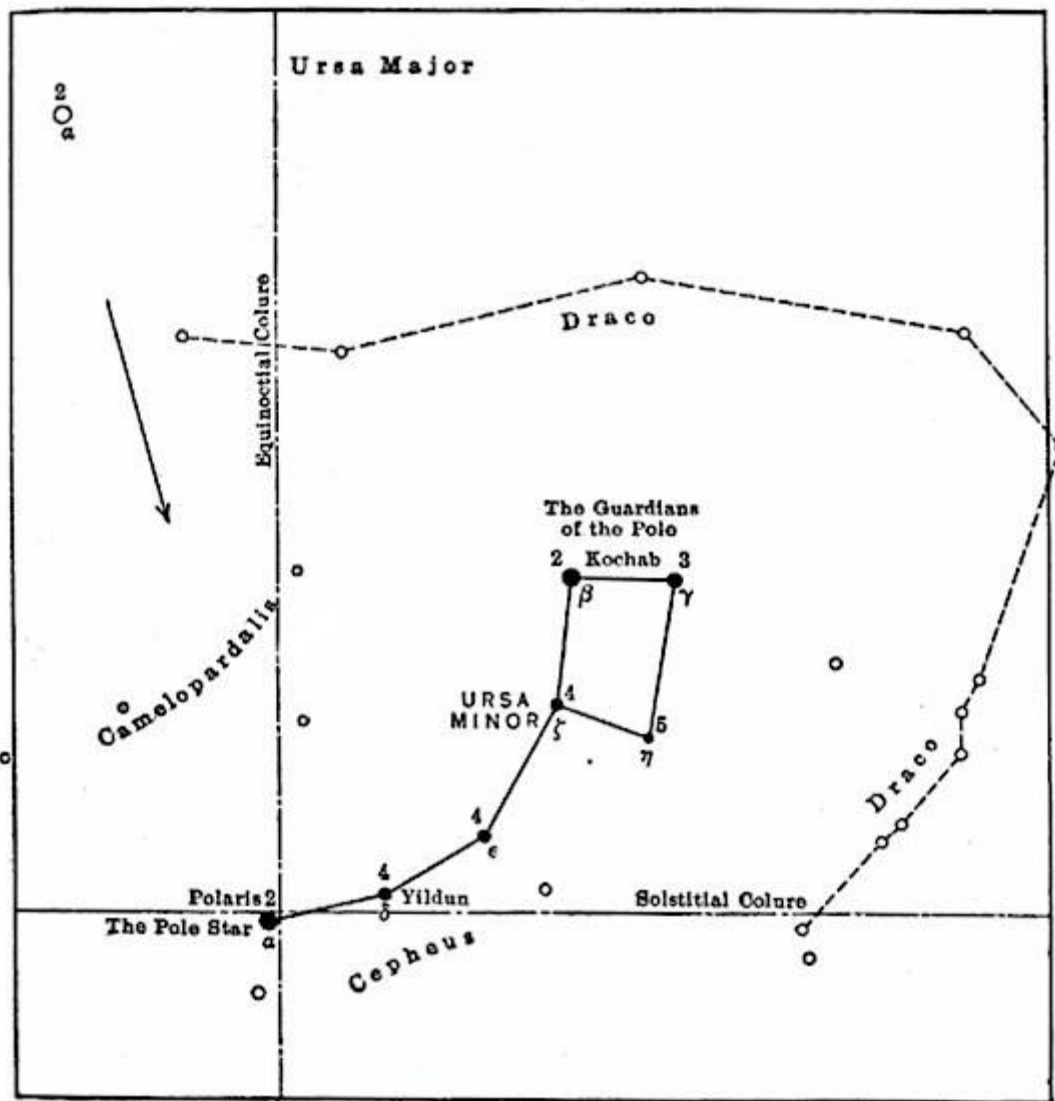 Ursa Major
2
a
Equinoctial Colure
Draco
The Guardians
of the Pole
2 Kochab 3
β γ
Camelopardalis
URSA 4
MINOR
ζ
5
η
Draco
4
ϵ
4
Polaris 2 δ Yildun Solstitial Colure
The Pole Star
α
Cepheus